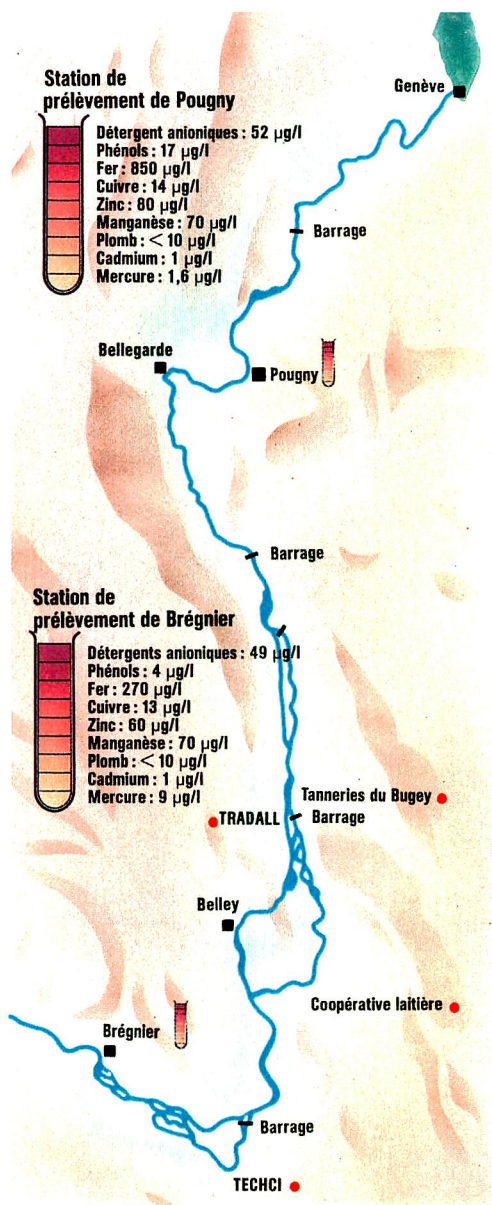 Station de
prélèvement de Pougny
Détergent anioniques : 52 µg/l
Phénols : 17 µg/l
Fer : 850 µg/l
Cuivre : 14 µg/l
Zinc : 80 µg/l
Manganèse : 70 µg/l
Plomb : < 10 µg/l
Cadmium : 1 µg/l
Mercure : 1,6 µg/l
Genève
Barrage
Bellegarde
Pougny
Barrage
Station de
prélèvement de Brégnier
Détergents anioniques : 49 µg/l
Phénols : 4 µg/l
Fer : 270 µg/l
Cuivre : 13 µg/l
Zinc : 60 µg/l
Manganèse : 70 µg/l
Plomb : < 10 µg/l
Cadmium : 1 µg/l
Mercure : 9 µg/l
Tanneries du Bugey
TRADALL
Barrage
Belley
Coopérative laitière
Brégnier
Barrage
TECHCI